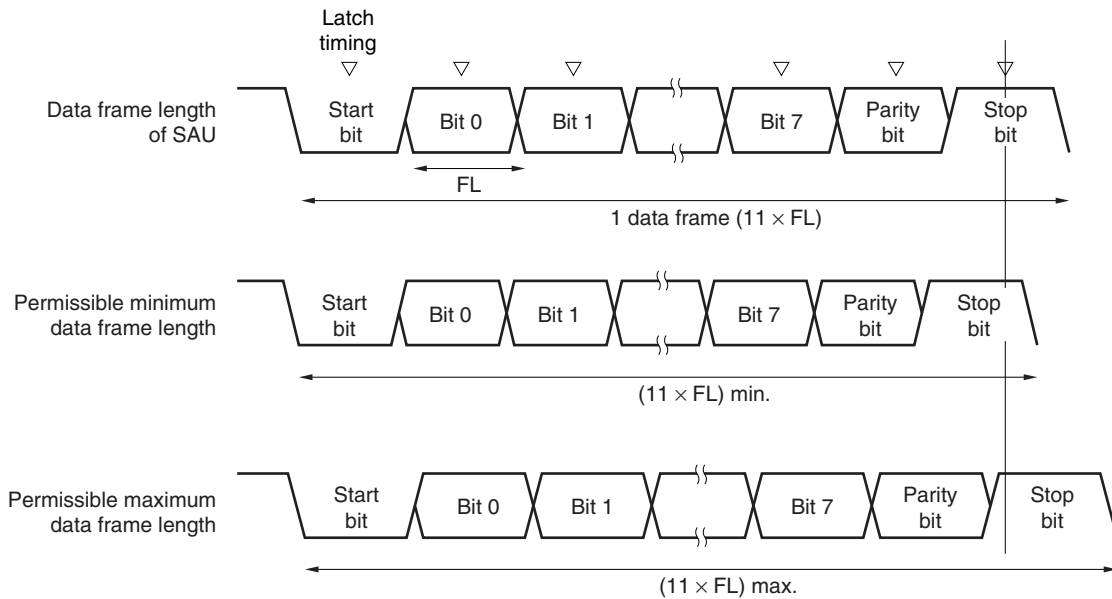 Latch
timing
Data frame length
of SAU
Start
bit
Bit 0
Bit 1
Bit 7
Parity
bit
Stop
bit
FL
1 data frame (11 × FL)
Permissible minimum
data frame length
Start
bit
Bit 0
Bit 1
Bit 7
Parity
bit
Stop
bit
(11 × FL) min.
Permissible maximum
data frame length
Start
bit
Bit 0
Bit 1
Bit 7
Parity
bit
Stop
bit
(11 × FL) max.